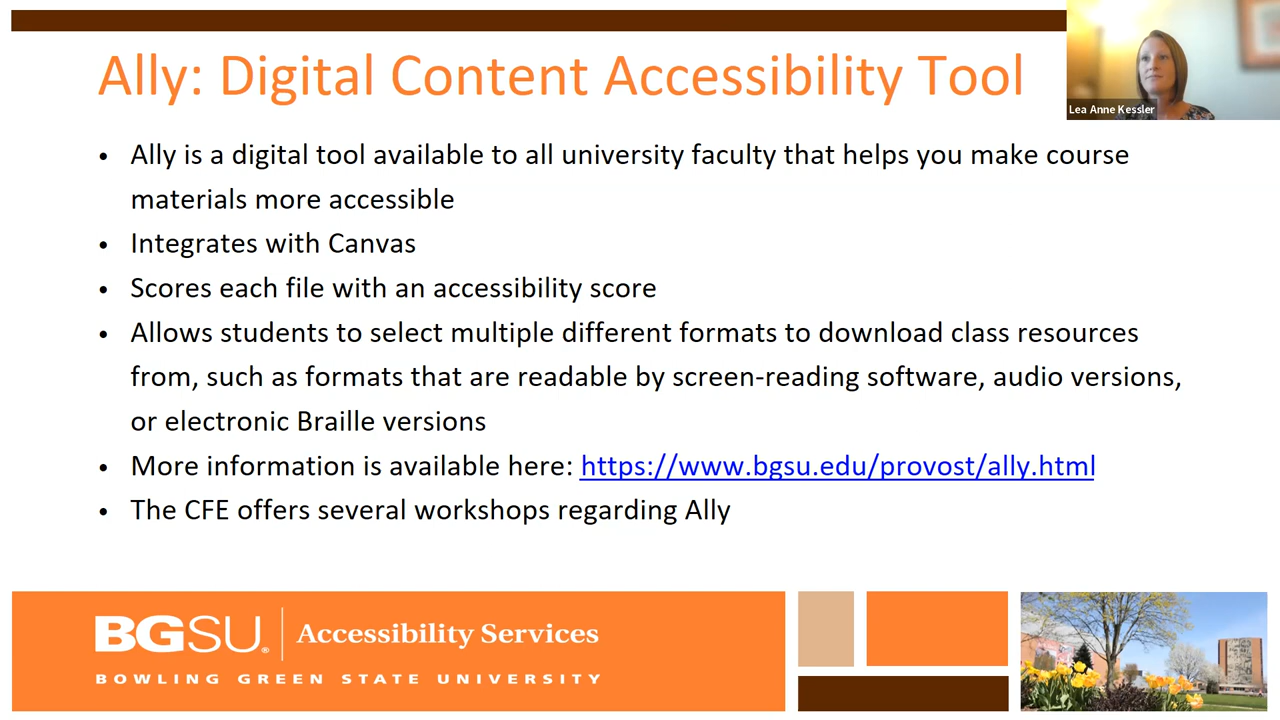 Ally: Digital Content Accessibility Tool
Lea Anne Kessler
• Ally is a digital tool available to all university faculty that helps you make course
materials more accessible
• Integrates with Canvas
• Scores each file with an accessibility score
• Allows students to select multiple different formats to download class resources
from, such as formats that are readable by screen-reading software, audio versions,
or electronic Braille versions
• More information is available here: https://www.bgsu.edu/provost/ally.html
• The CFE offers several workshops regarding Ally
BGSU® Accessibility Services
BOWLING GREEN STATE UNIVERSITY